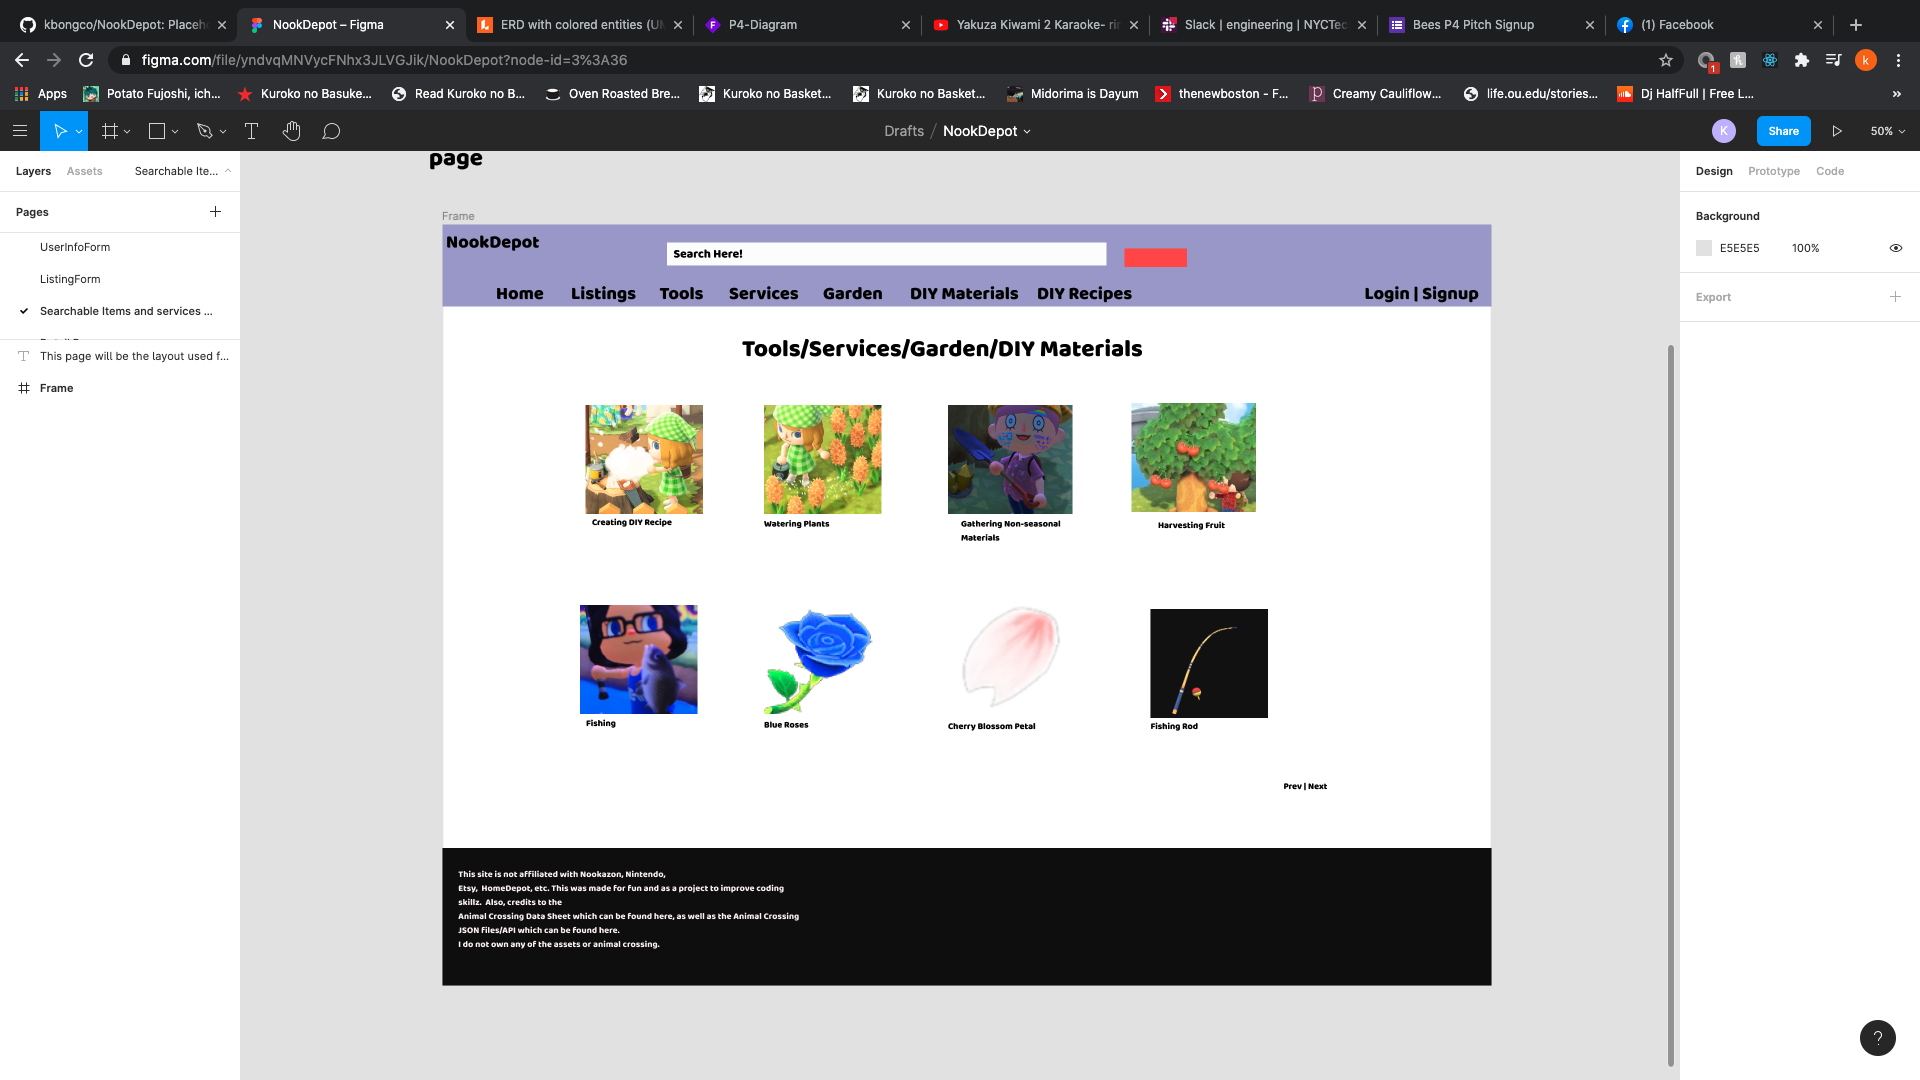 kbongco/NookDepot: Placeh
NookDepot – Figma
ERD with colored entities (UM
P4-Diagram
Yakuza Kiwami 2 Karaoke- ri
Slack | engineering | NYCTec
Bees P4 Pitch Signup
(1) Facebook
figma.com/file/yndvqMNVycFNhx3JLVGJik/NookDepot?node-id=3%3A36
1
k
Apps
Potato Fujoshi, ich...
Kuroko no Basuke...
Read Kuroko no B...
Oven Roasted Bre...
Kuroko no Basket...
Kuroko no Basket...
Midorima is Dayum
thenewboston - F...
Creamy Cauliflow...
life.ou.edu/stories...
Dj HalfFull | Free L...
»
Drafts / NookDepot
K
Share
50%
Layers
Assets
Searchable Ite...
Pages
UserInfoForm
ListingForm
Searchable Items and services ...
This page will be the layout used f...
Frame
page
Frame
NookDepot
Search Here!
Home
Listings
Tools
Services
Garden
DIY Materials
DIY Recipes
Login | Signup
Tools/Services/Garden/DIY Materials
Creating DIY Recipe
Watering Plants
Gathering Non-seasonal
Materials
Harvesting Fruit
Fishing
Blue Roses
Cherry Blossom Petal
Fishing Rod
Prev | Next
This site is not affiliated with Nookazon, Nintendo,
Etsy,  HomeDepot, etc. This was made for fun and as a project to improve coding
skillz.  Also, credits to the
Animal Crossing Data Sheet which can be found here, as well as the Animal Crossing
JSON files/API which can be found here.
I do not own any of the assets or animal crossing.
Design
Prototype
Code
Background
E5E5E5
100%
Export
?